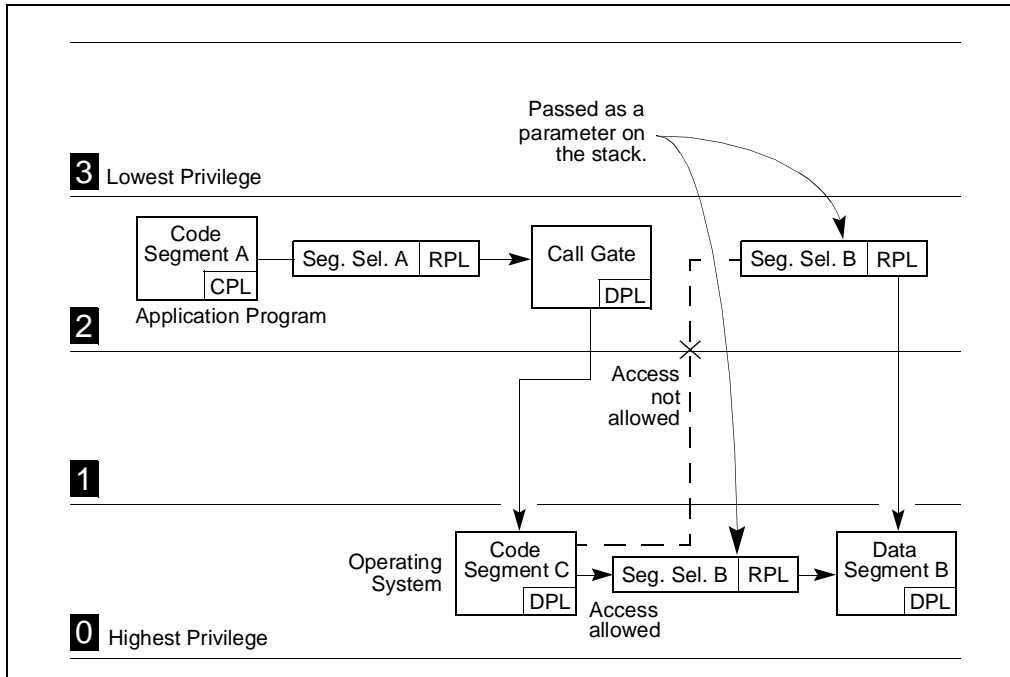 Passed as a
parameter on
the stack.
3 Lowest Privilege
Code
Segment A
CPL
Seg. Sel. A RPL
Call Gate
DPL
Seg. Sel. B RPL
Application Program
2
Access
not
allowed
1
Operating
System
Code
Segment C
DPL
Seg. Sel. B RPL
Access
allowed
Data
Segment B
DPL
0 Highest Privilege